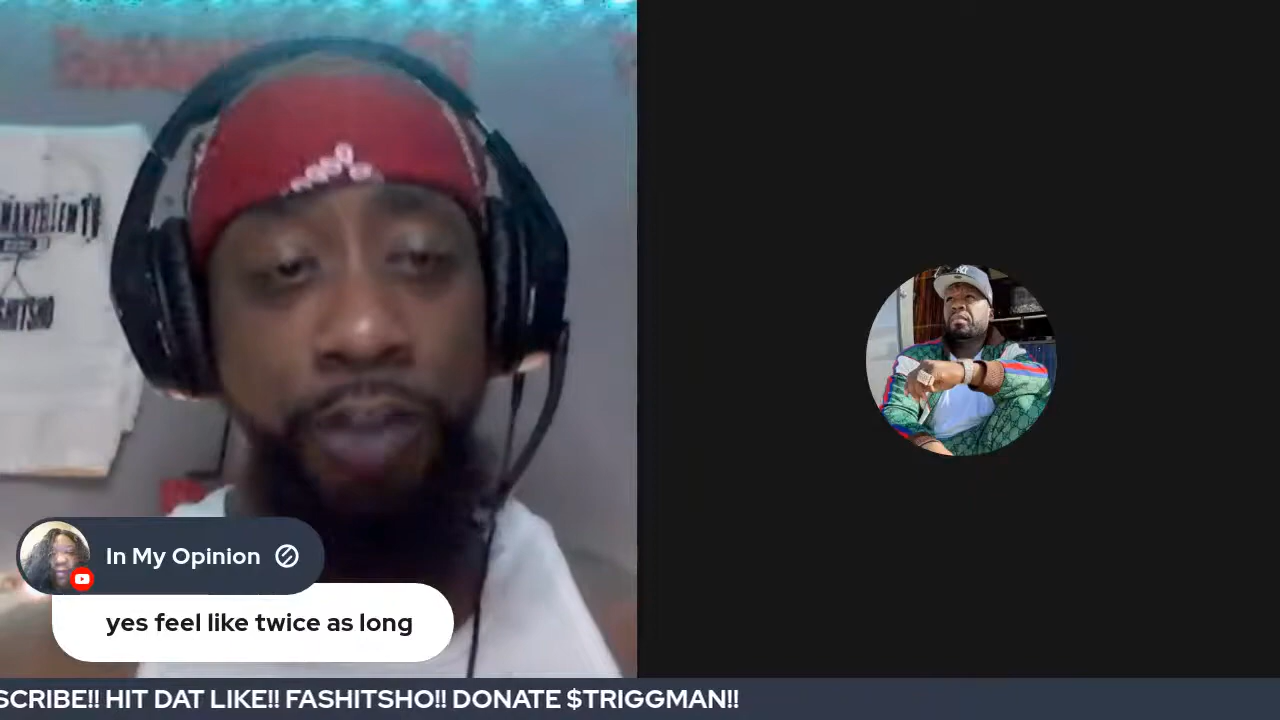 In My Opinion
yes feel like twice as long
SCRIBE!! HIT DAT LIKE!! FASHITSHO!! DONATE $TRIGGMAN!!